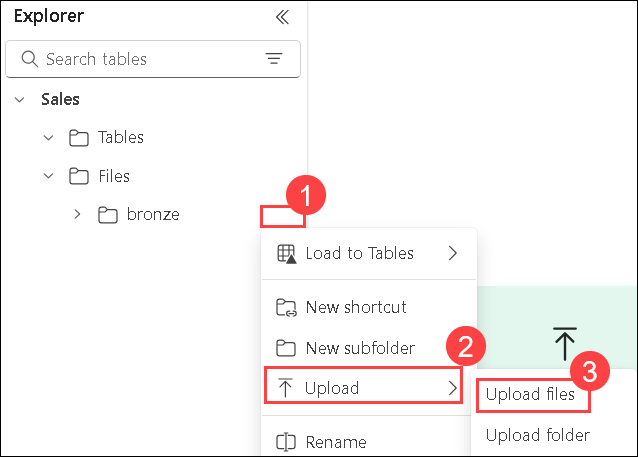 Explorer
Search tables
Sales
Tables
Files
bronze
1
Load to Tables
New shortcut
New subfolder
2
Upload
3
Upload files
Rename
Upload folder